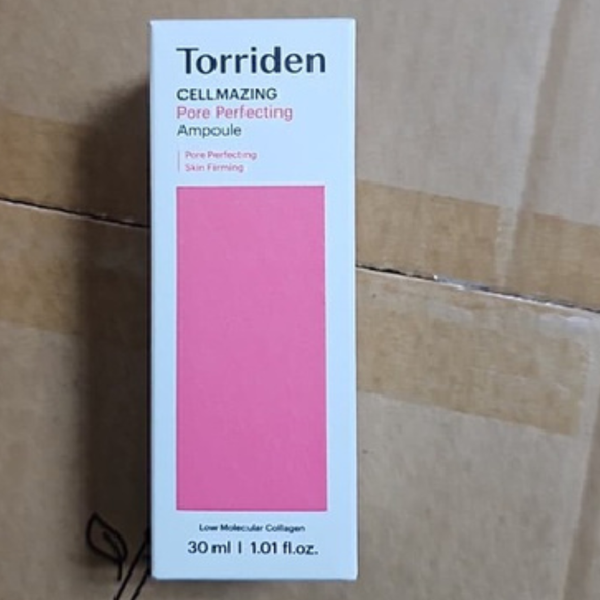 Torriden
CELLMAZING
Pore Perfecting
Ampoule
Pore Perfecting
Skin Firming
Low Molecular Collagen
30 ml | 1.01 fl.oz.